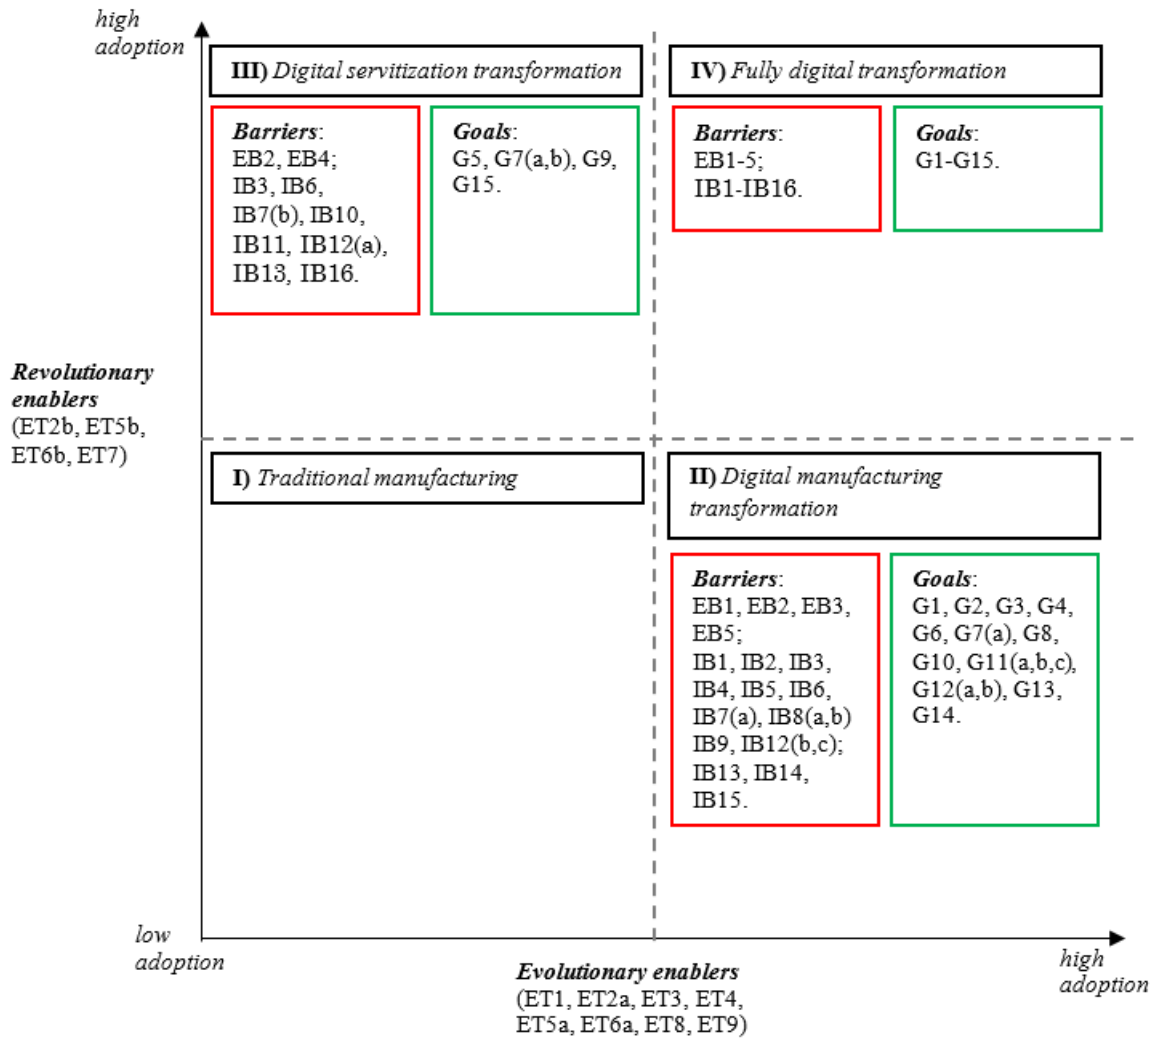 high
adoption
III) Digital servitization transformation
IV) Fully digital transformation
Barriers:
EB2, EB4;
IB3, IB6,
IB7(b), IB10,
IB11, IB12(a),
IB13, IB16.
Goals:
G5, G7(a,b), G9,
G15.
Barriers:
EB1-5;
IB1-IB16.
Goals:
G1-G15.
Revolutionary
enablers
(ET2b, ET5b,
ET6b, ET7)
I) Traditional manufacturing
II) Digital manufacturing
transformation
Barriers:
EB1, EB2, EB3,
EB5;
IB1, IB2, IB3,
IB4, IB5, IB6,
IB7(a), IB8(a,b)
IB9, IB12(b,c);
IB13, IB14,
IB15.
Goals:
G1, G2, G3, G4,
G6, G7(a), G8,
G10, G11(a,b,c),
G12(a,b), G13,
G14.
low
adoption
Evolutionary enablers
(ET1, ET2a, ET3, ET4,
ET5a, ET6a, ET8, ET9)
high
adoption